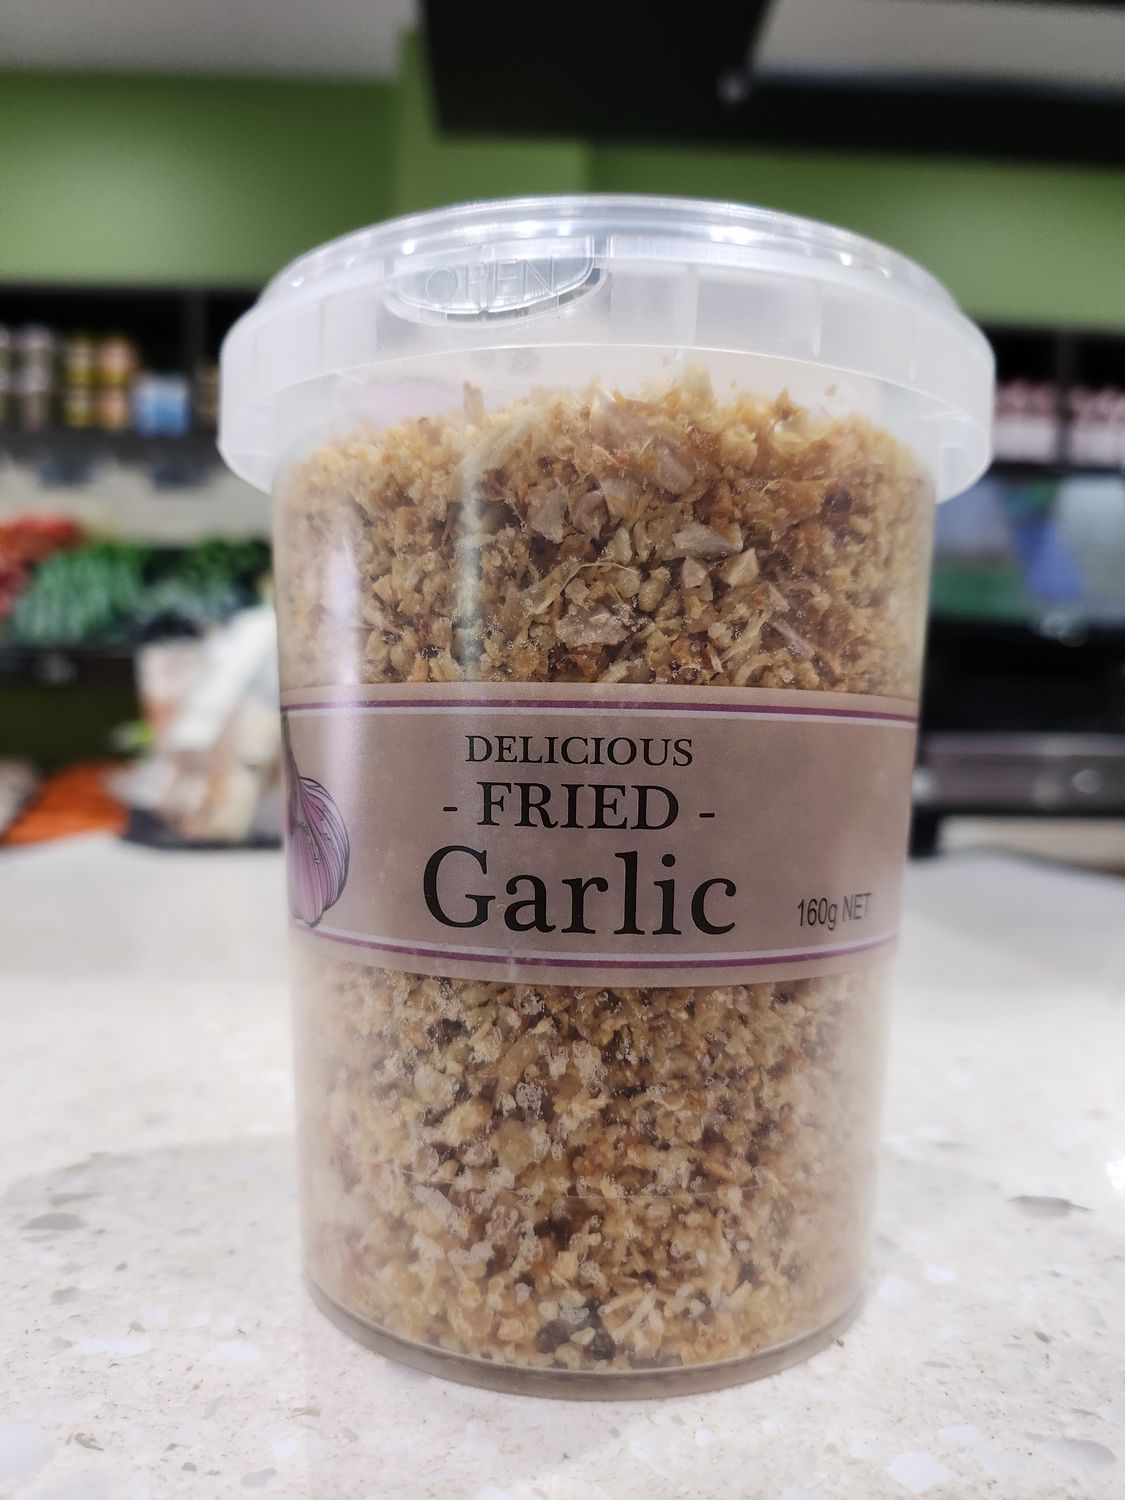 OPEN
DELICIOUS
- FRIED -
Garlic
160g NET